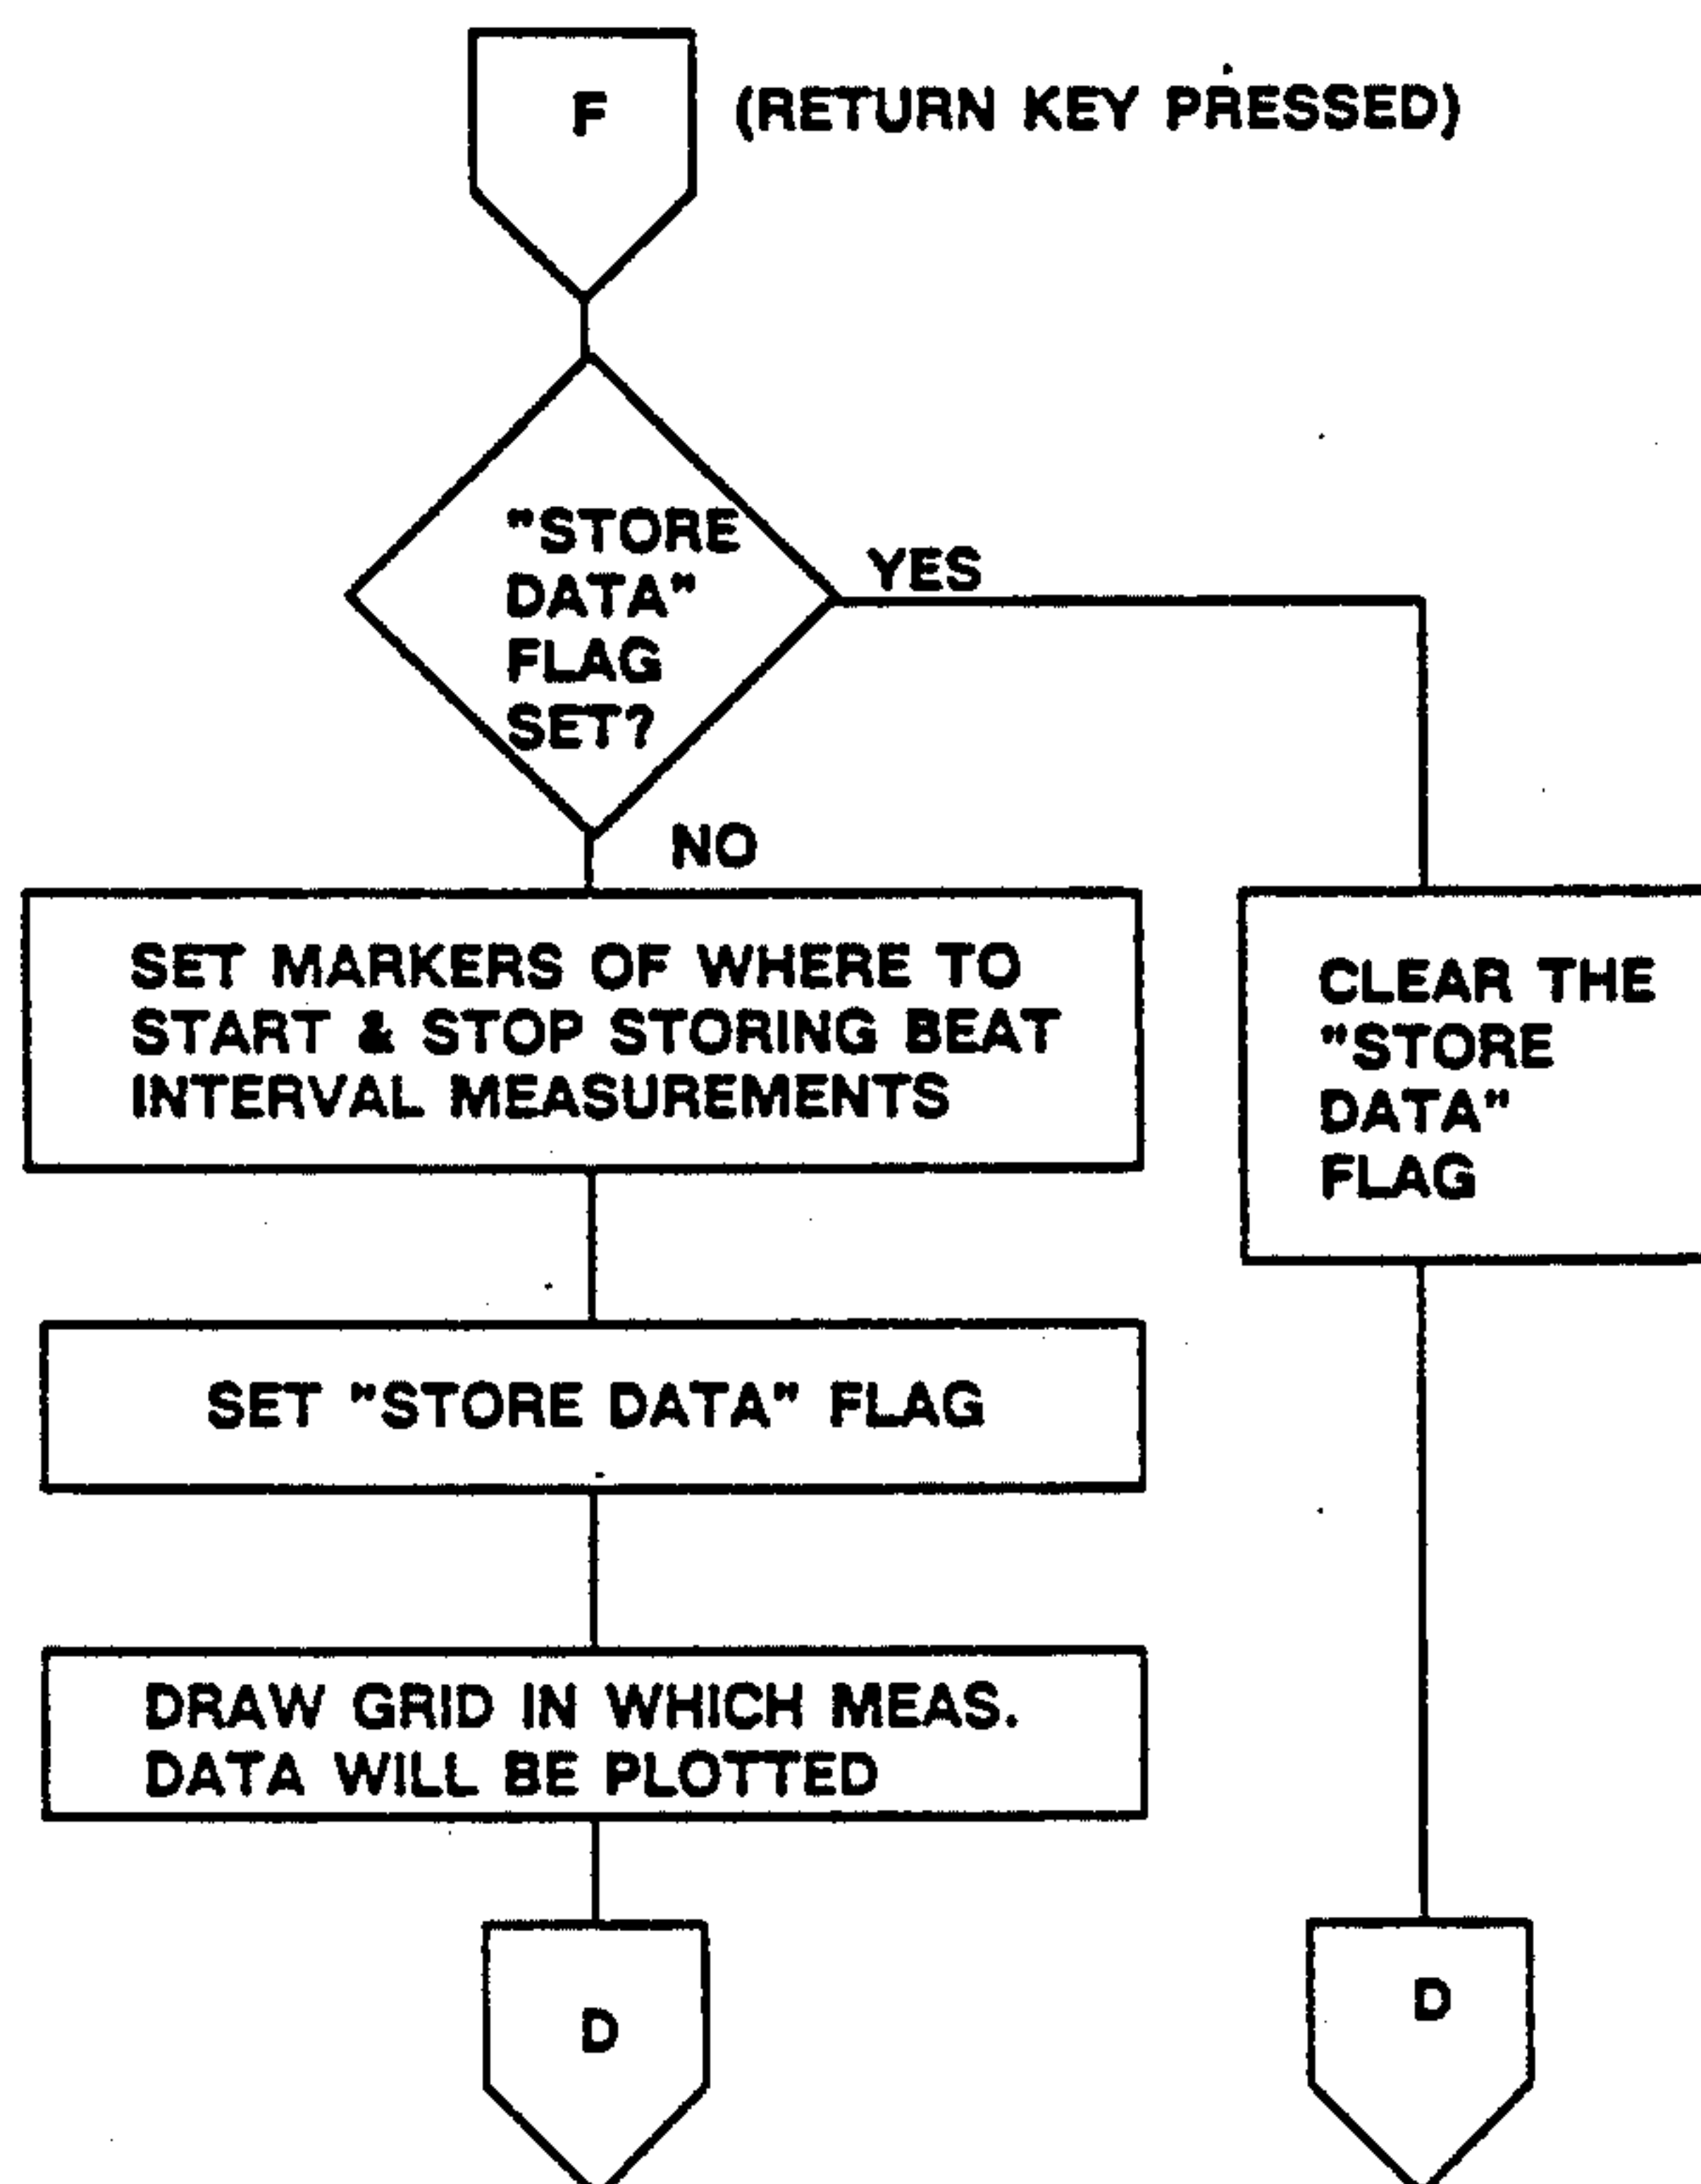 F
(RETURN KEY PRESSED)
"STORE
DATA"
FLAG
SET?
YES
NO
SET MARKERS OF WHERE TO
START & STOP STORING BEAT
INTERVAL MEASUREMENTS
CLEAR THE
"STORE
DATA"
FLAG
SET "STORE DATA" FLAG
DRAW GRID IN WHICH MEAS.
DATA WILL BE PLOTTED
D
D